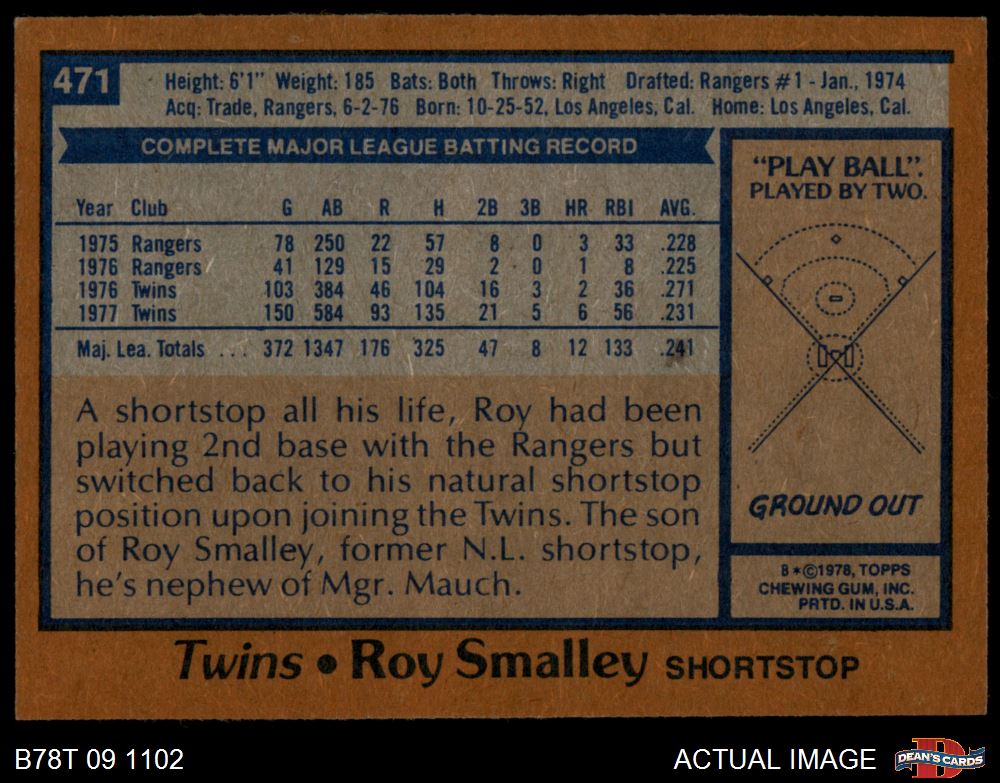 471
Height: 6'1" Weight: 185 Bats: Both Throws: Right Drafted: Rangers #1 - Jan., 1974
Acq: Trade, Rangers, 6-2-76 Born: 10-25-52, Los Angeles, Cal. Home: Los Angeles, Cal.
COMPLETE MAJOR LEAGUE BATTING RECORD
Year Club G AB R H 2B 3B HR RBI AVG.
1975 Rangers 78 250 22 57 8 0 3 33 .228
1976 Rangers 41 129 15 29 2 0 1 8 .225
1976 Twins 103 384 46 104 16 3 2 36 .271
1977 Twins 150 584 93 135 21 5 6 56 .231
Maj. Lea. Totals ... 372 1347 176 325 47 8 12 133 .241
A shortstop all his life, Roy had been
playing 2nd base with the Rangers but
switched back to his natural shortstop
position upon joining the Twins. The son
of Roy Smalley, former N.L. shortstop,
he's nephew of Mgr. Mauch.
"PLAY BALL".
PLAYED BY TWO.
GROUND OUT
B*©1978, TOPPS
CHEWING GUM, INC.
PRTD. IN U.S.A.
Twins • Roy Smalley SHORTSTOP
B78T 09 1102
ACTUAL IMAGE
D
DEAN'S CARDS